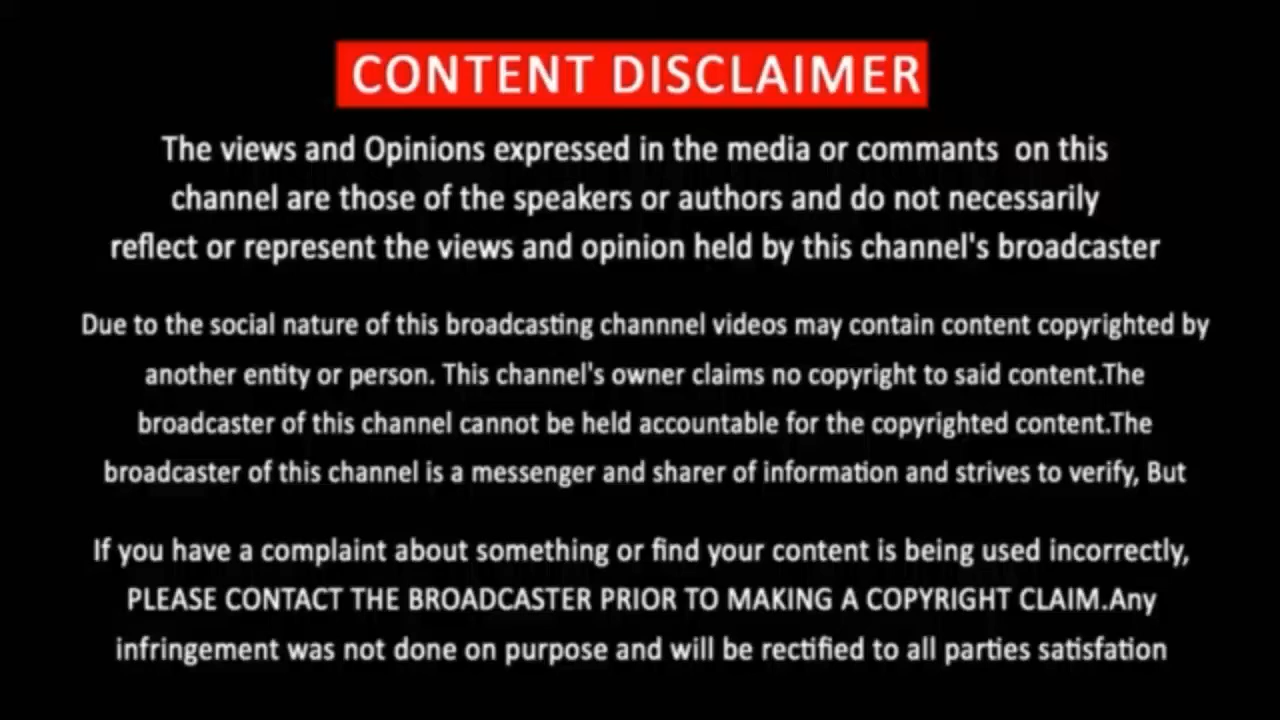 CONTENT DISCLAIMER
The views and Opinions expressed in the media or commants on this
channel are those of the speakers or authors and do not necessarily
reflect or represent the views and opinion held by this channel's broadcaster
Due to the social nature of this broadcasting channnel videos may contain content copyrighted by
another entity or person. This channel's owner claims no copyright to said content.The
broadcaster of this channel cannot be held accountable for the copyrighted content.The
broadcaster of this channel is a messenger and sharer of information and strives to verify, But
If you have a complaint about something or find your content is being used incorrectly,
PLEASE CONTACT THE BROADCASTER PRIOR TO MAKING A COPYRIGHT CLAIM.Any
infringement was not done on purpose and will be rectified to all parties satisfation